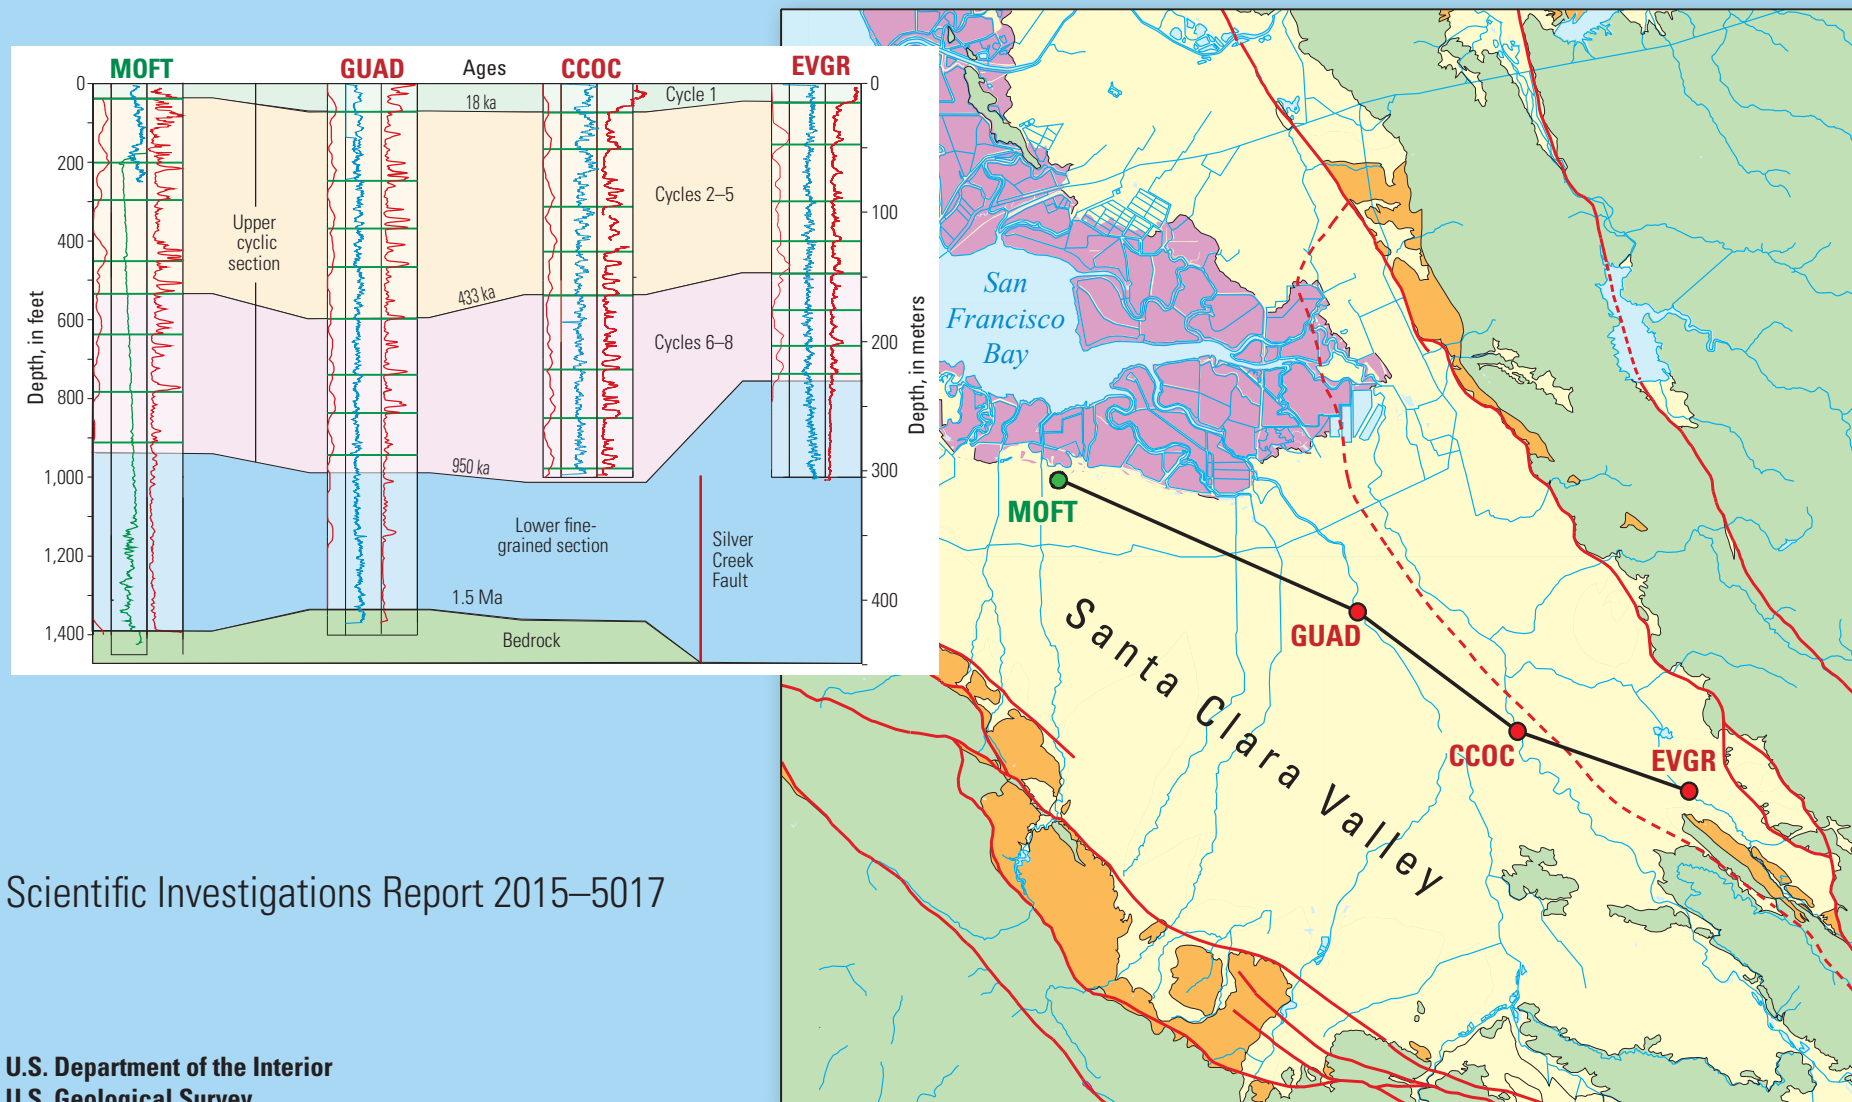 MOFT
GUAD
Ages
CCOC
EVGR
0
200
400
600
800
1,000
1,200
1,400
Depth, in feet
0
100
200
300
400
Depth, in meters
18 ka
Cycle 1
Upper
cyclic
section
Cycles 2–5
433 ka
Cycles 6–8
950 ka
Lower fine-
grained section
Silver
Creek
Fault
1.5 Ma
Bedrock
San
Francisco
Bay
MOFT
GUAD
CCOC
EVGR
Santa Clara Valley
Scientific Investigations Report 2015–5017
U.S. Department of the Interior
U.S. Geological Survey